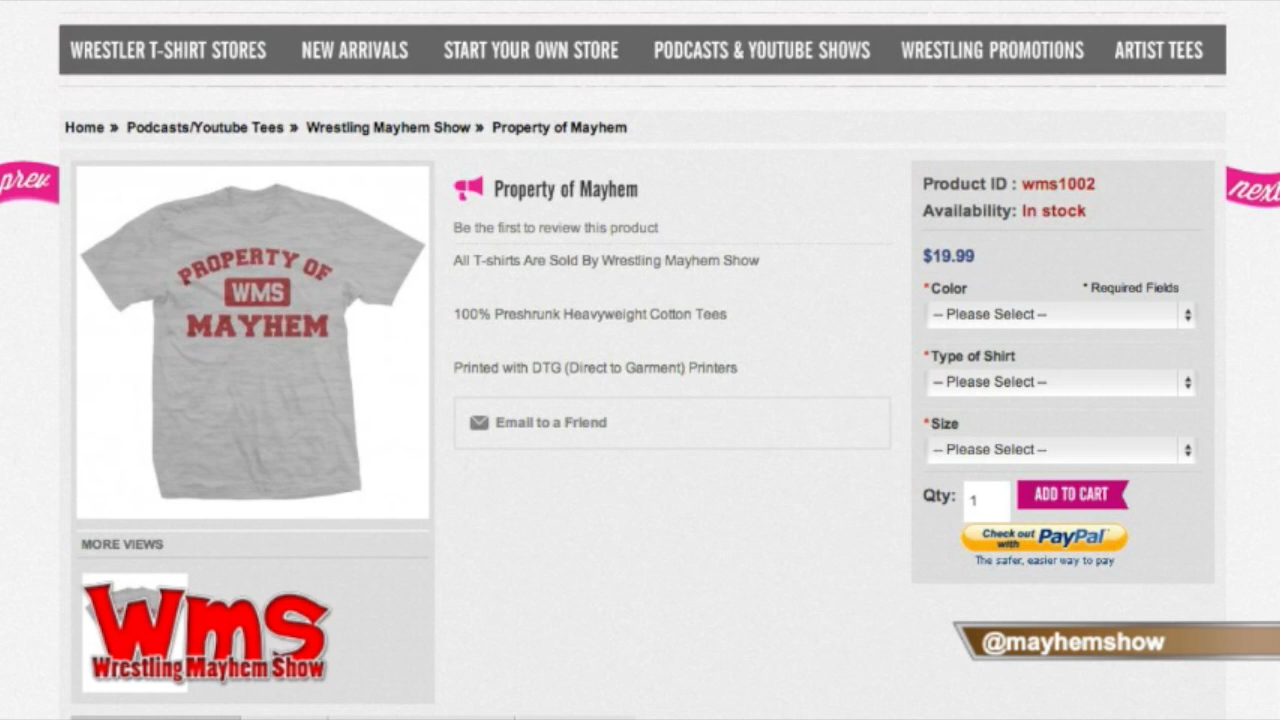 WRESTLER T-SHIRT STORES NEW ARRIVALS START YOUR OWN STORE PODCASTS & YOUTUBE SHOWS WRESTLING PROMOTIONS ARTIST TEES
Home » Podcasts/Youtube Tees » Wrestling Mayhem Show » Property of Mayhem
prev
next
PROPERTY OF
WMS
MAYHEM
MORE VIEWS
Wms
Wrestling Mayhem Show
Property of Mayhem
Be the first to review this product
All T-shirts Are Sold By Wrestling Mayhem Show
100% Preshrunk Heavyweight Cotton Tees
Printed with DTG (Direct to Garment) Printers
Email to a Friend
Product ID : wms1002
Availability: In stock
$19.99
*Color * Required Fields
-- Please Select --
*Type of Shirt
-- Please Select --
*Size
-- Please Select --
Qty: 1 ADD TO CART
Check out with PayPal
The safer, easier way to pay
@mayhemshow